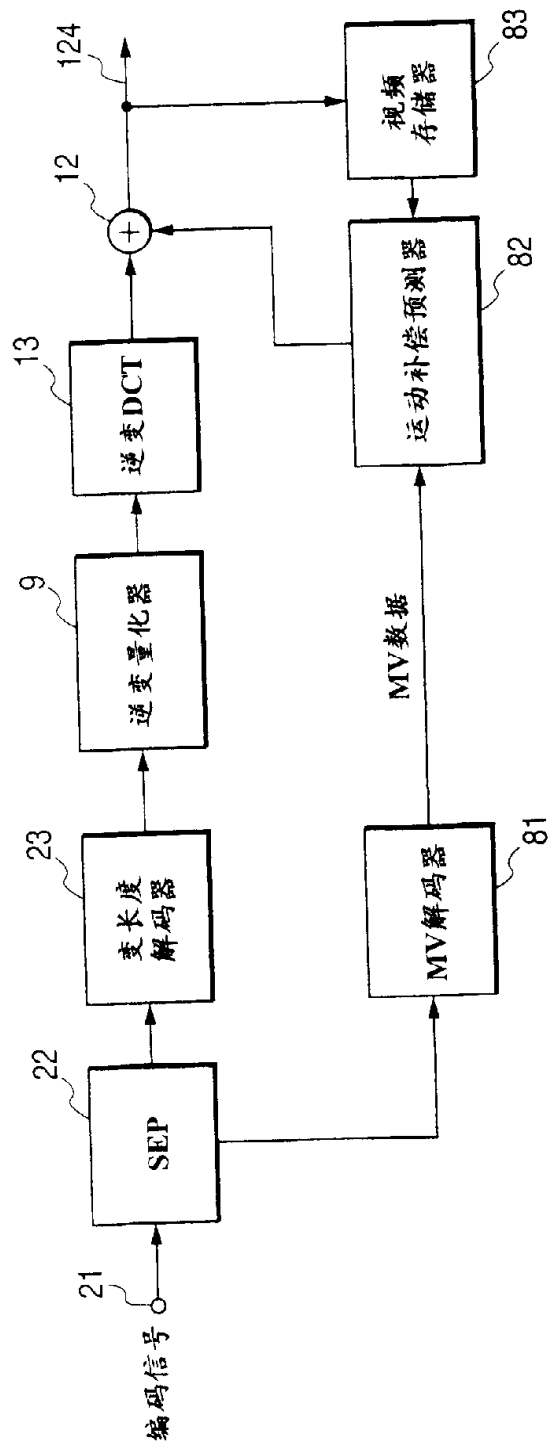 编码信号
21
22
SEP
23
变长度
解码器
9
逆变量化器
13
逆变DCT
12
124
81
MV解码器
MV数据
82
运动补偿预测器
83
视频
存储器